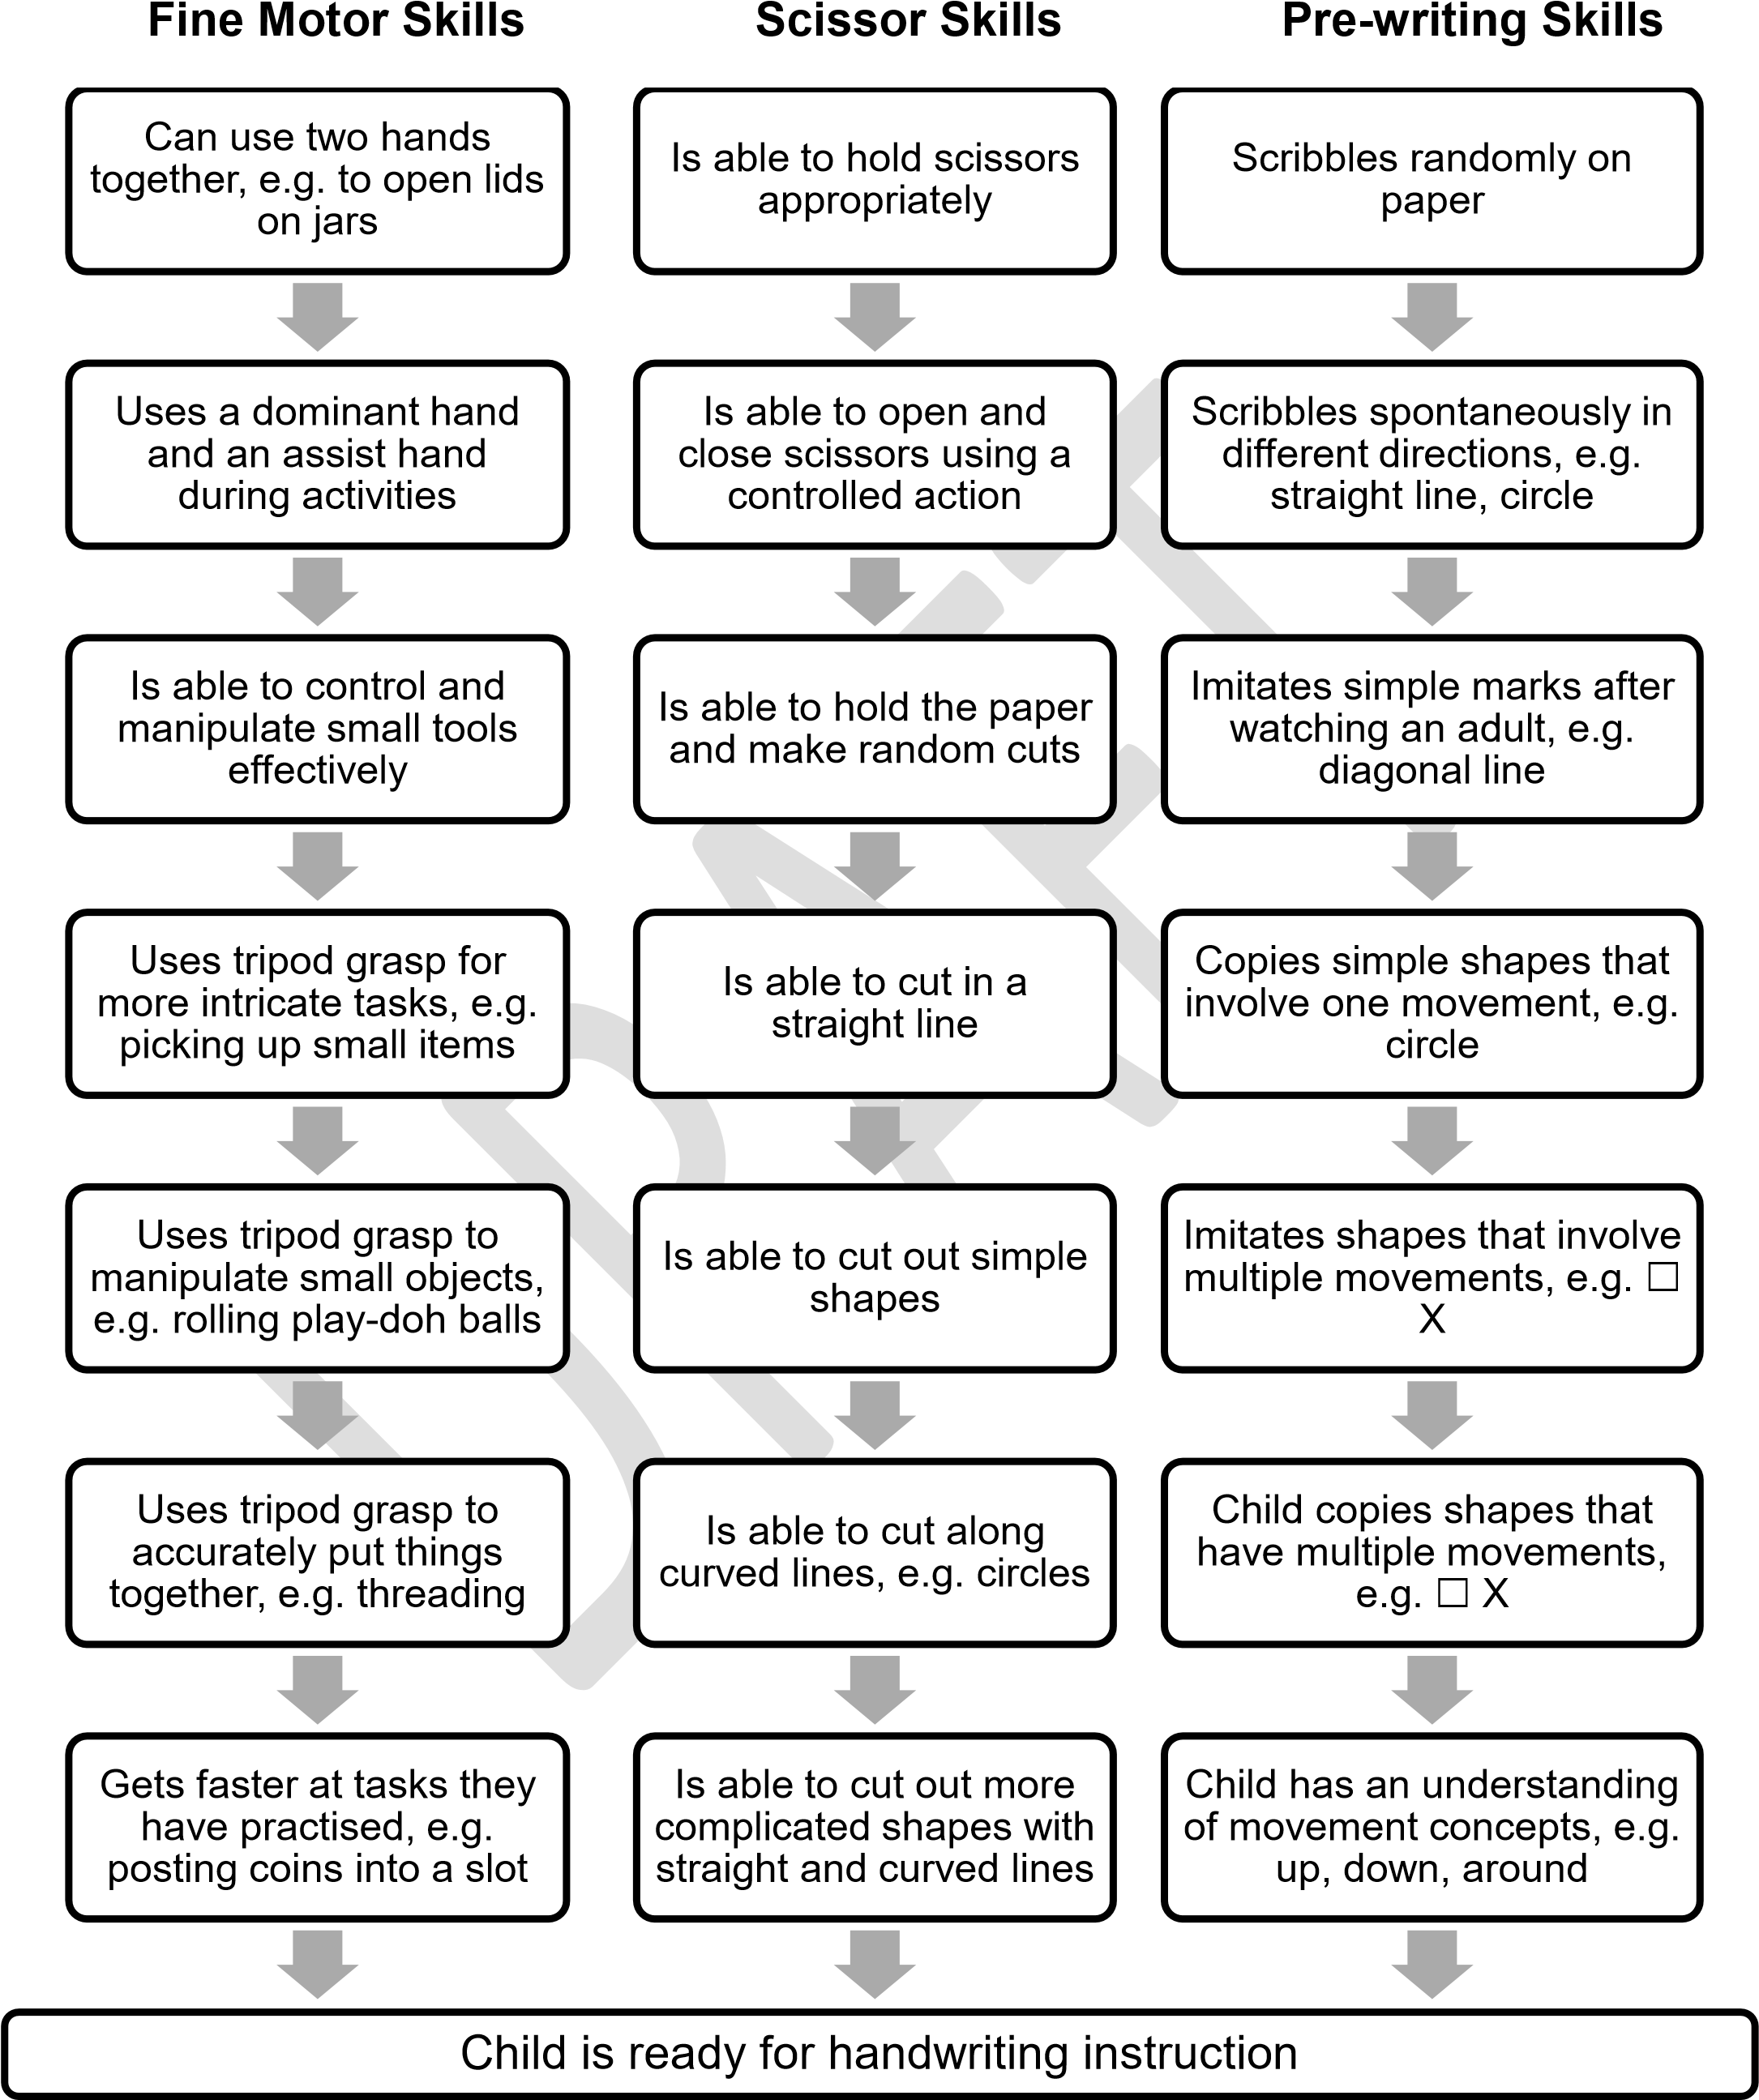 Fine Motor Skills
Can use two hands
together, e.g. to open lids
on jars
Uses a dominant hand
and an assist hand
during activities
Is able to control and
manipulate small tools
effectively
Uses tripod grasp for
more intricate tasks, e.g.
picking up small items
Uses tripod grasp to
manipulate small objects,
e.g. rolling play-doh balls
Uses tripod grasp to
accurately put things
together, e.g. threading
Gets faster at tasks they
have practised, e.g.
posting coins into a slot
Scissor Skills
Is able to hold scissors
appropriately
Is able to open and
close scissors using a
controlled action
Is able to hold the paper
and make random cuts
Is able to cut in a
straight line
Is able to cut out simple
shapes
Is able to cut along
curved lines, e.g. circles
Is able to cut out more
complicated shapes with
straight and curved lines
Pre-writing Skills
Scribbles randomly on
paper
Scribbles spontaneously in
different directions, e.g.
straight line, circle
Imitates simple marks after
watching an adult, e.g.
diagonal line
Copies simple shapes that
involve one movement, e.g.
circle
Imitates shapes that involve
multiple movements, e.g. ☐
X
Child copies shapes that
have multiple movements,
e.g. ☐ X
Child has an understanding
of movement concepts, e.g.
up, down, around
Child is ready for handwriting instruction
DRAFT